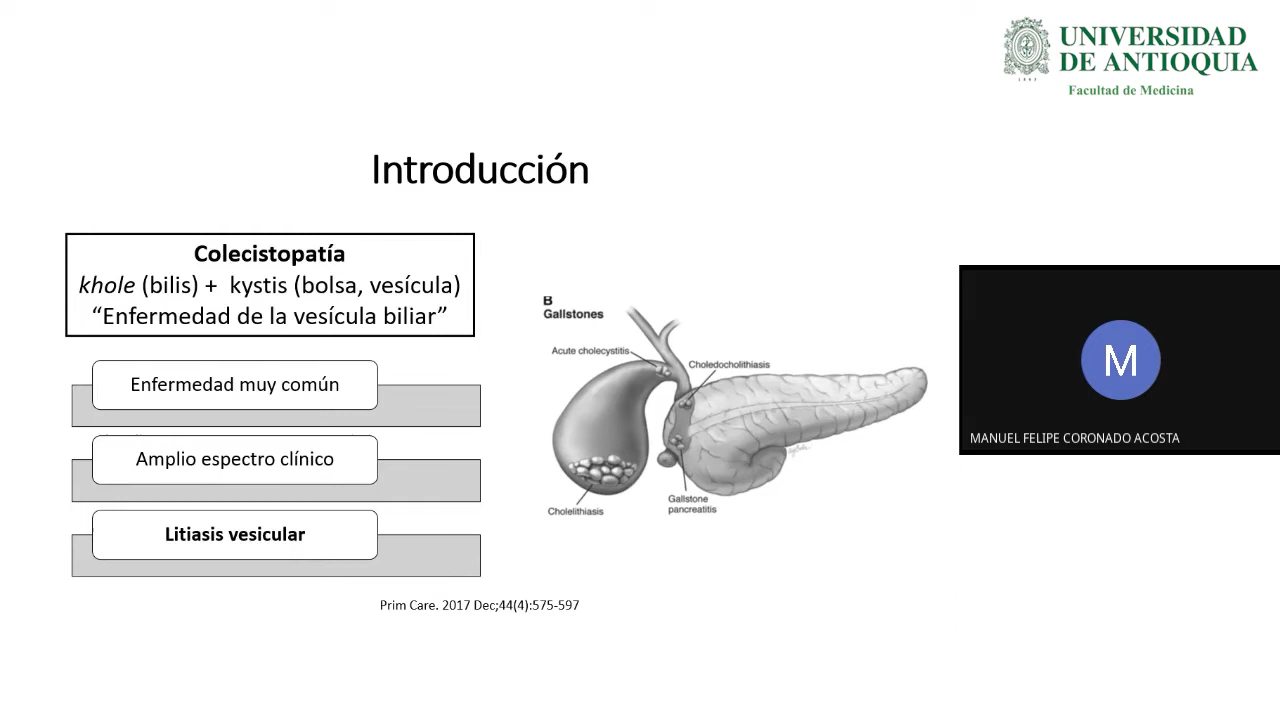 UNIVERSIDAD
DE ANTIOQUIA
1803
Facultad de Medicina
Introducción
Colecistopatía
khole (bilis) + kystis (bolsa, vesícula)
“Enfermedad de la vesícula biliar”
Enfermedad muy común
Amplio espectro clínico
Litiasis vesicular
B
Gallstones
Acute cholecystitis
Choledocholithiasis
Cholelithiasis
Gallstone
pancreatitis
Prim Care. 2017 Dec;44(4):575-597
M
MANUEL FELIPE CORONADO ACOSTA